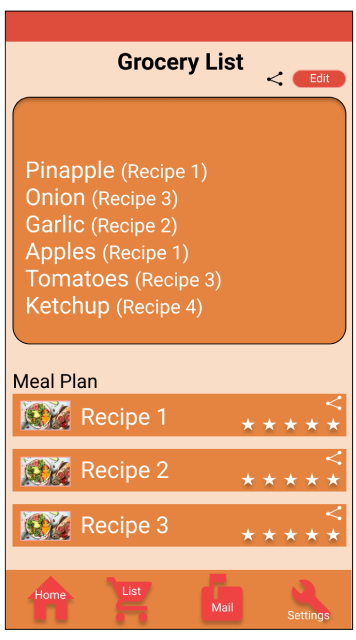 Grocery List
Edit
Pinapple (Recipe 1)
Onion (Recipe 3)
Garlic (Recipe 2)
Apples (Recipe 1)
Tomatoes (Recipe 3)
Ketchup (Recipe 4)
Meal Plan
Recipe 1
Recipe 2
Recipe 3
Home
List
Mail
Settings